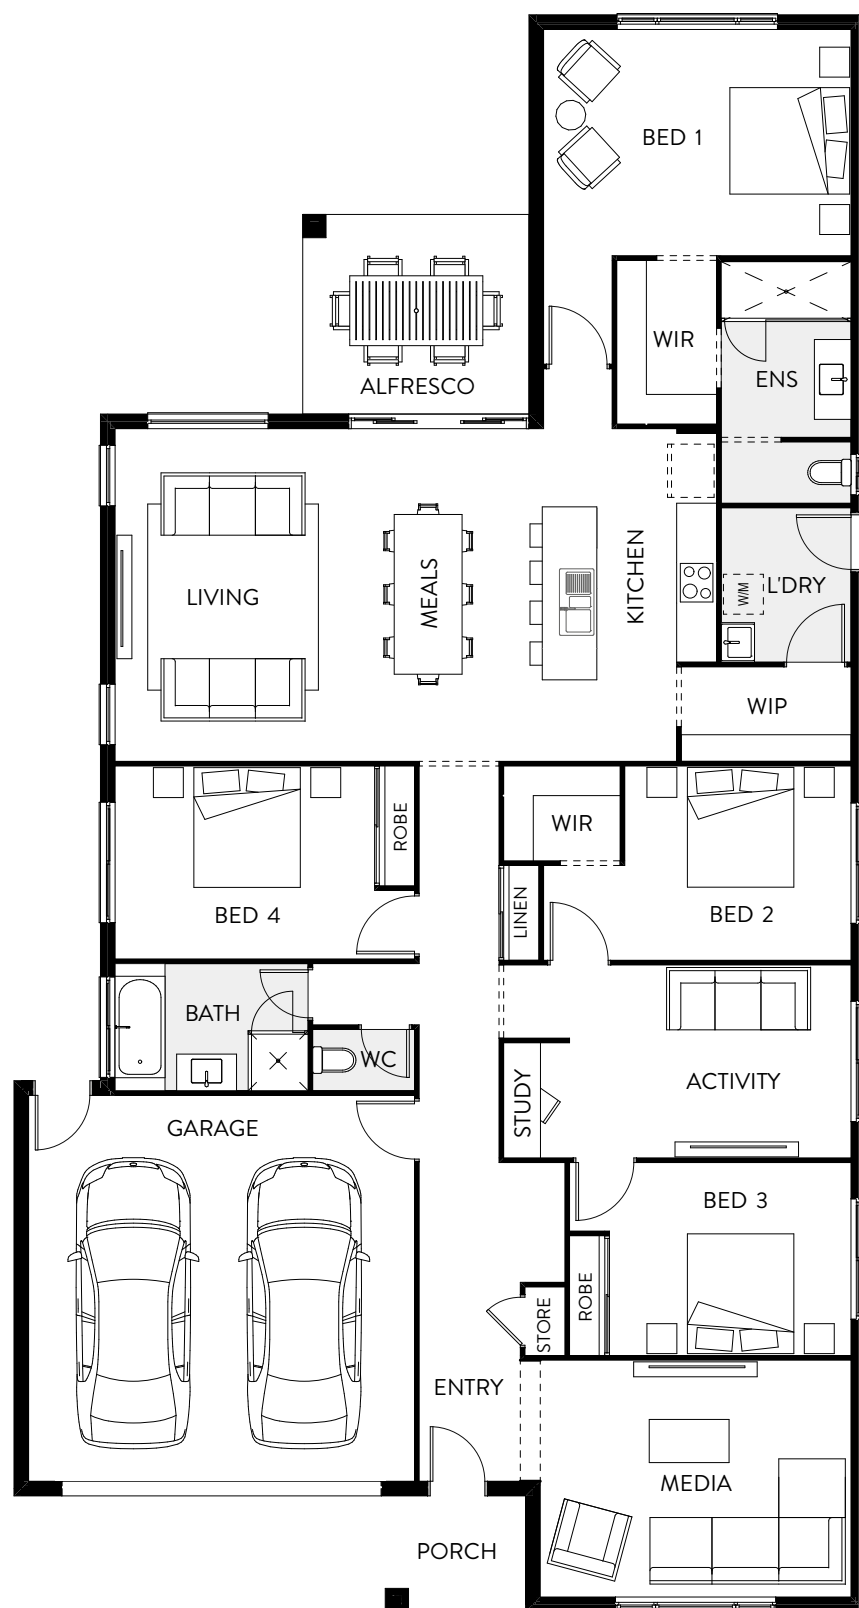 BED 1
WIR
ENS
ALFRESCO
LIVING
MEALS
KITCHEN
W/M
L'DRY
WIP
ROBE
WIR
BED 4
LINEN
BED 2
BATH
WC
STUDY
ACTIVITY
GARAGE
BED 3
ROBE
STORE
ENTRY
MEDIA
PORCH